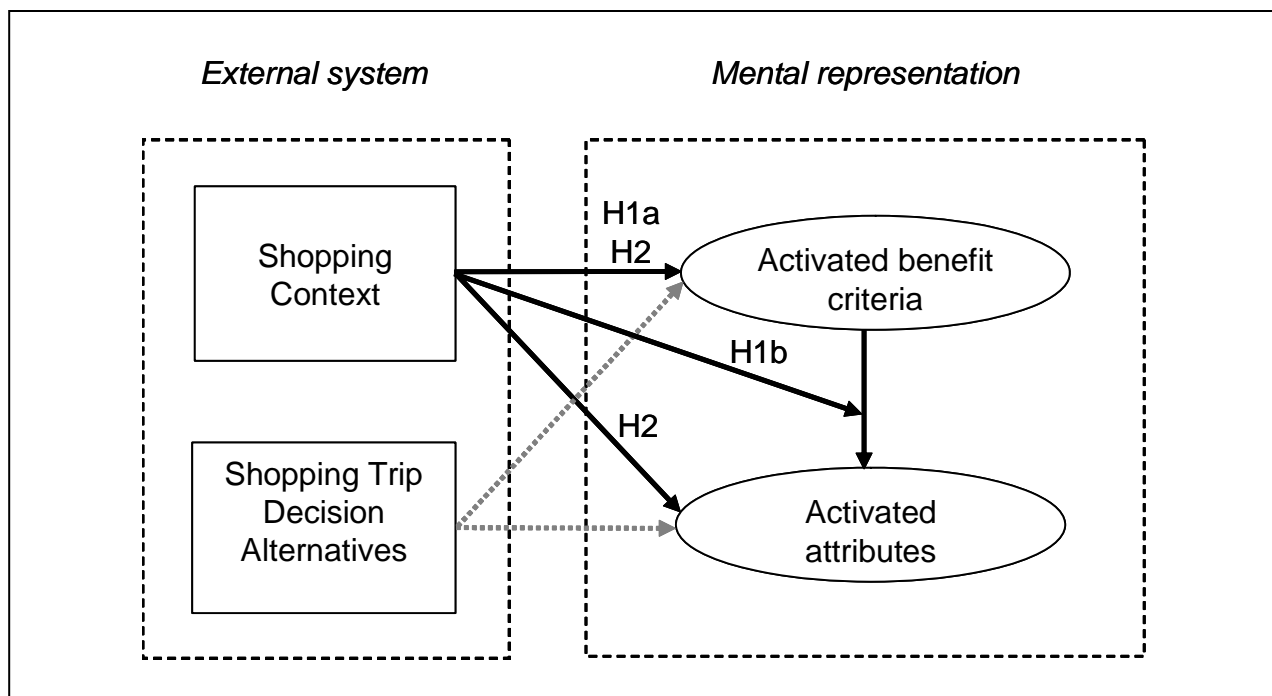 External system
Mental representation
Shopping
Context
H1a
H2
Activated benefit
criteria
H1b
H2
Shopping Trip
Decision
Alternatives
Activated
attributes